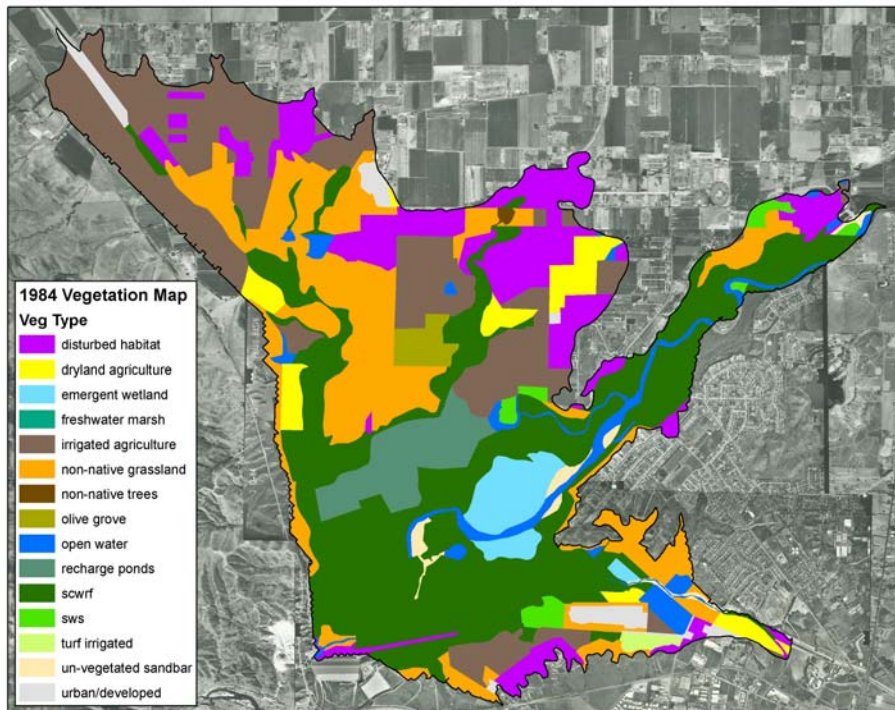 1984 Vegetation Map
Veg Type
disturbed habitat
dryland agriculture
emergent wetland
freshwater marsh
irrigated agriculture
non-native grassland
non-native trees
olive grove
open water
recharge ponds
scwrf
sws
turf irrigated
un-vegetated sandbar
urban/developed